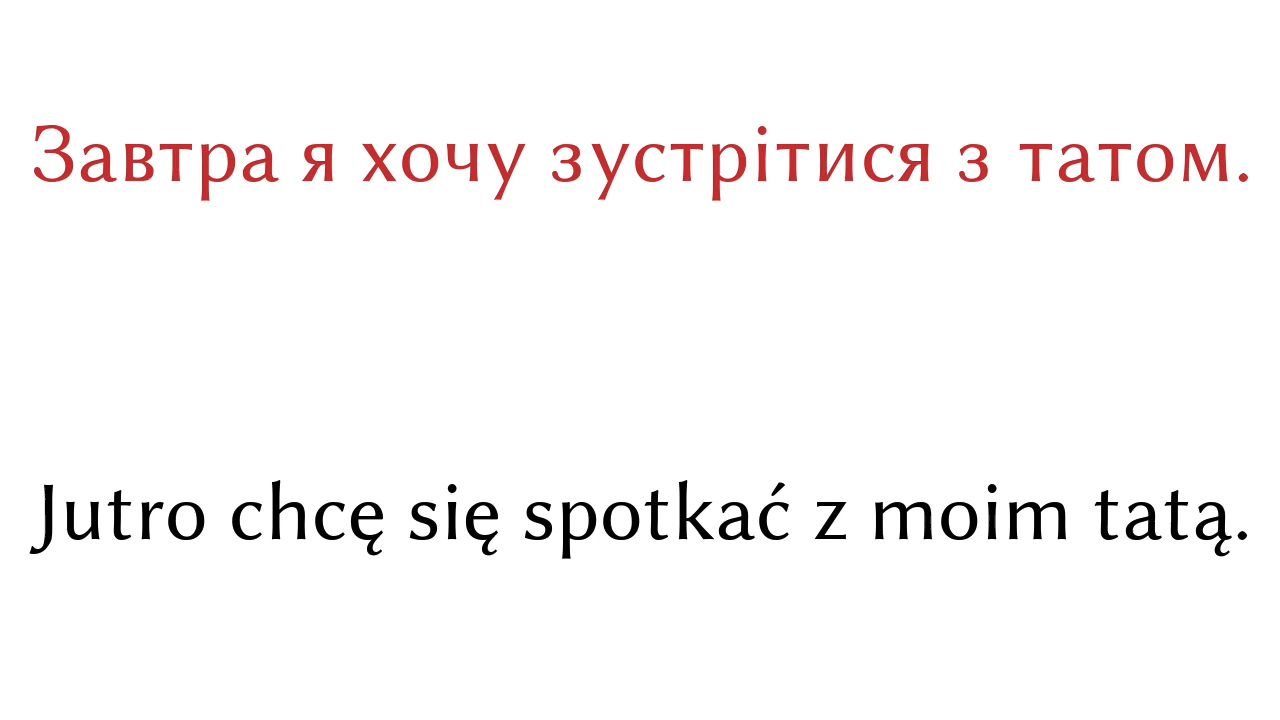 Завтра я хочу зустрітися з татом.
Jutro chcę się spotkać z moim tatą.